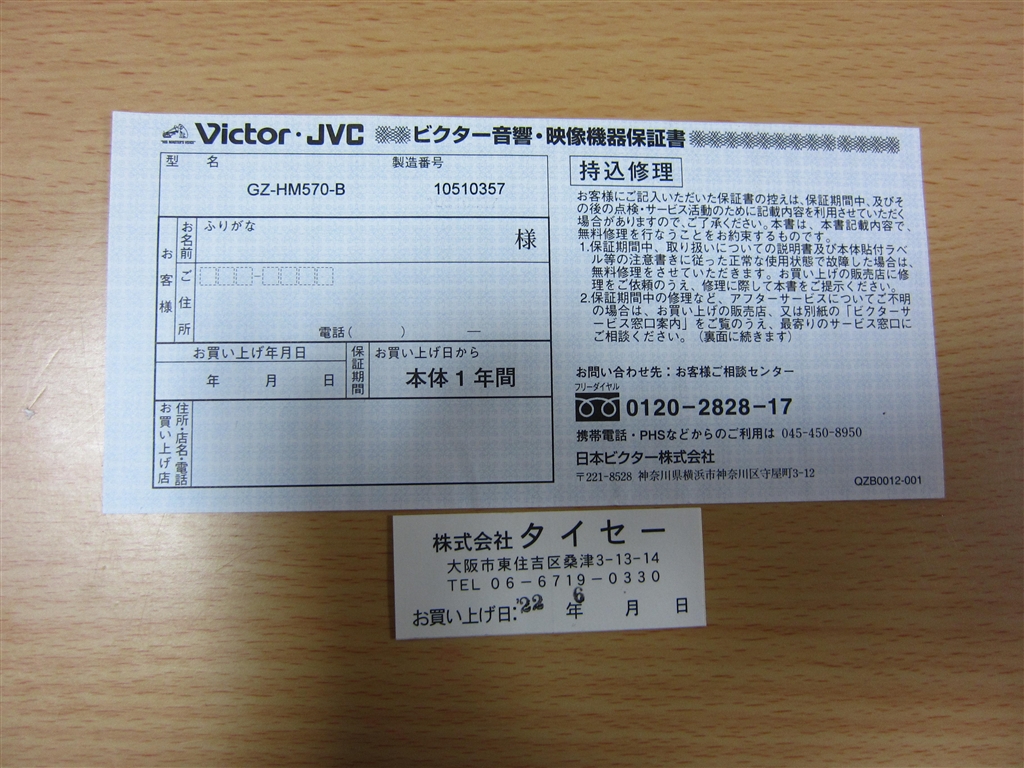 "HIS MASTER'S VOICE"
Victor・JVC ビクター音響・映像機器保証書
型 名 製造番号
GZ-HM570-B 10510357
お客様
お名前
ふりがな
様
ご住所
電話( ) ―
お買い上げ年月日
年 月 日
保証期間
お買い上げ日から
本体1年間
お買い上げ店
住所・店名・電話
持込修理
お客様にご記入いただいた保証書の控えは、保証期間中、及びそ
の後の点検・サービス活動のために記載内容を利用させていただく
場合がありますので、ご了承ください。本書は、本書記載内容で、
無料修理を行なうことをお約束するものです。
1.保証期間中、取り扱いについての説明書及び本体貼付ラベ
ル等の注意書きに従った正常な使用状態で故障した場合は、
無料修理をさせていただきます。お買い上げの販売店に修
理をご依頼のうえ、修理に際して本書をご提示ください。
2.保証期間中の修理など、アフターサービスについてご不明
の場合は、お買い上げの販売店、又は別紙の「ビクターサ
ービス窓口案内」をご覧のうえ、最寄りのサービス窓口に
ご相談ください。(裏面に続きます)
お問い合わせ先：お客様ご相談センター
フリーダイヤル
0120-2828-17
携帯電話・PHSなどからのご利用は 045-450-8950
日本ビクター株式会社
〒221-8528 神奈川県横浜市神奈川区守屋町3-12
QZB0012-001
株式会社 タイセー
大阪市東住吉区桑津3-13-14
TEL 06-6719-0330
お買い上げ日:'22 年 6 月 日